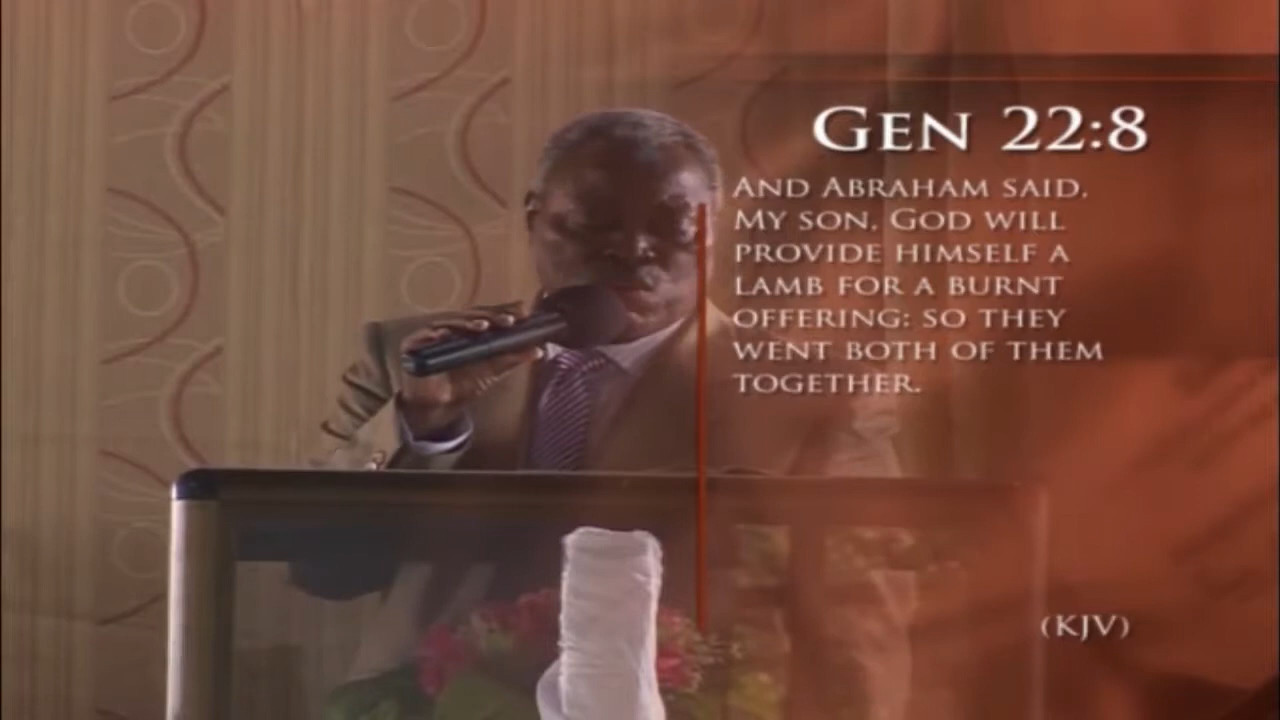 GEN 22:8
AND ABRAHAM SAID,
MY SON, GOD WILL
PROVIDE HIMSELF A
LAMB FOR A BURNT
OFFERING: SO THEY
WENT BOTH OF THEM
TOGETHER.
(KJV)